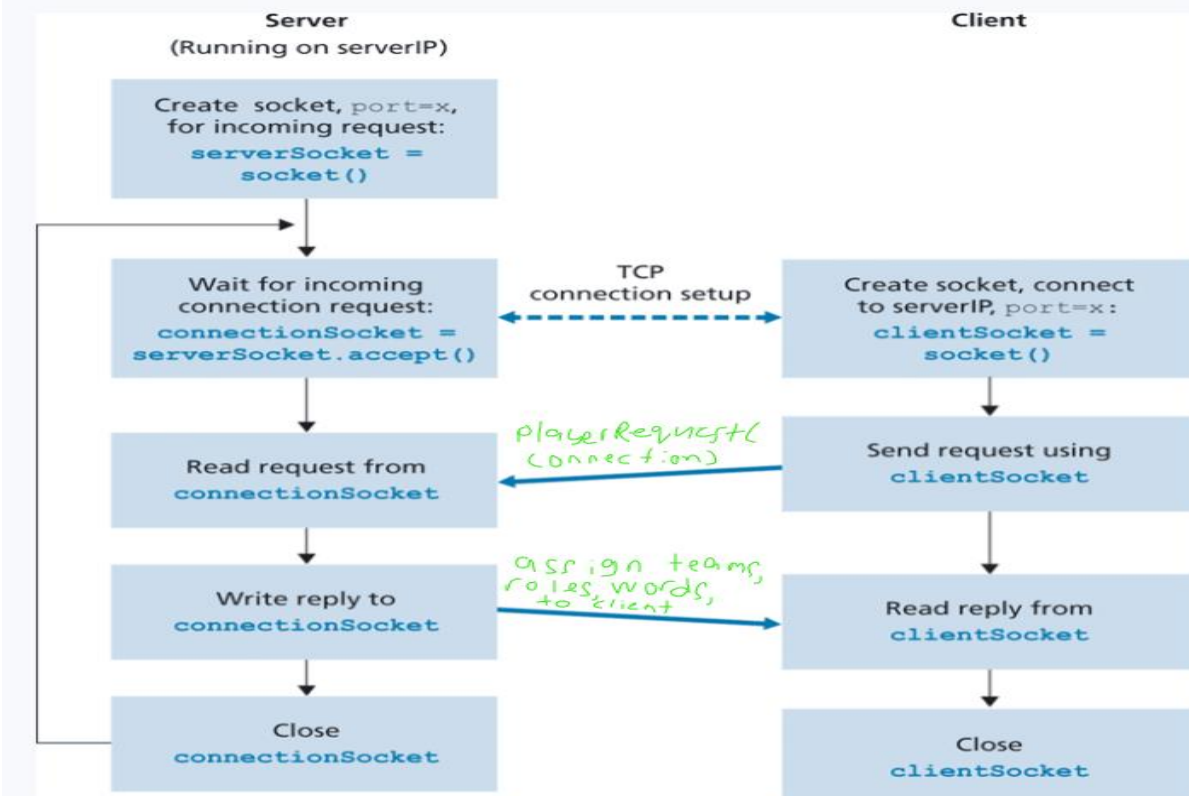 Server
(Running on serverIP)
Client
Create socket, port=x,
for incoming request:
serverSocket =
socket()
Wait for incoming
connection request:
connectionSocket =
serverSocket.accept()
TCP
connection setup
Create socket, connect
to serverIP, port=x:
clientSocket =
socket()
playerRequest(
connection)
Read request from
connectionSocket
Send request using
clientSocket
assign teams,
roles, words,
to client
Write reply to
connectionSocket
Read reply from
clientSocket
Close
connectionSocket
Close
clientSocket